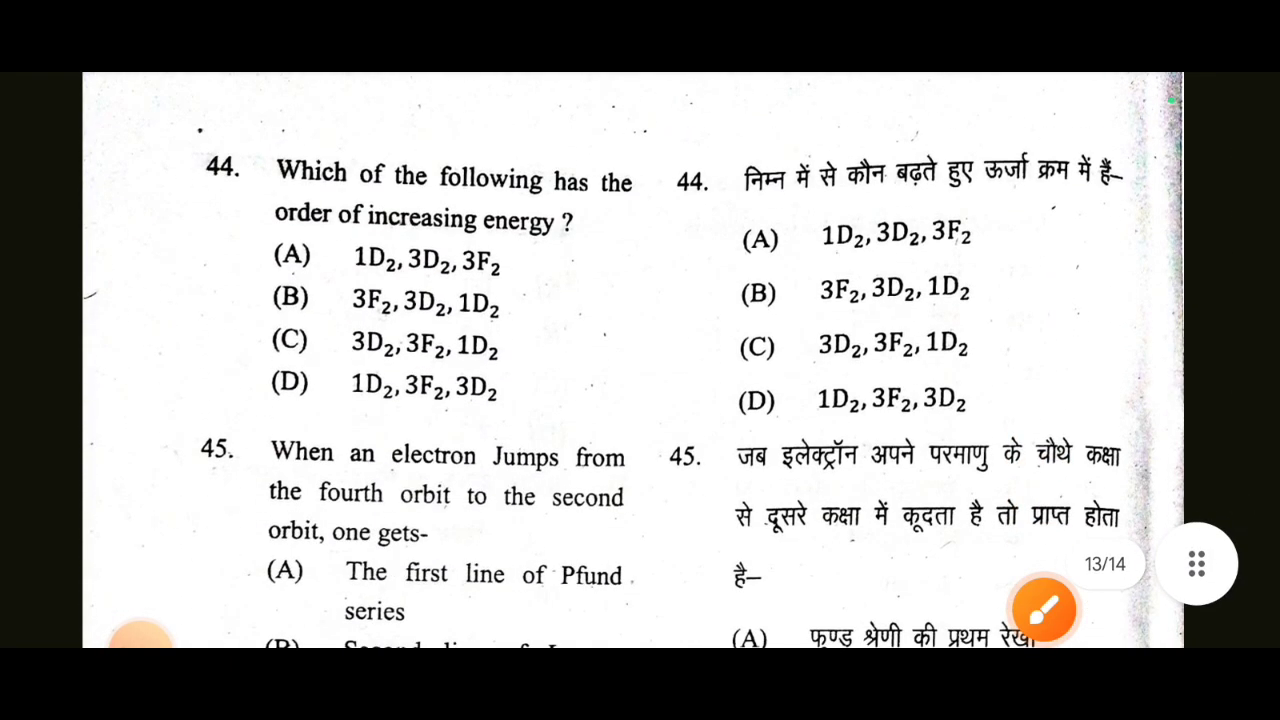 44. Which of the following has the
order of increasing energy ?
(A) 1D₂, 3D₂, 3F₂
(B) 3F₂, 3D₂, 1D₂
(C) 3D₂, 3F₂, 1D₂
(D) 1D₂, 3F₂, 3D₂
45. When an electron Jumps from
the fourth orbit to the second
orbit, one gets-
(A) The first line of Pfund
series
44. निम्न में से कौन बढ़ते हुए ऊर्जा क्रम में हैं–
(A) 1D₂, 3D₂, 3F₂
(B) 3F₂, 3D₂, 1D₂
(C) 3D₂, 3F₂, 1D₂
(D) 1D₂, 3F₂, 3D₂
45. जब इलेक्ट्रॉन अपने परमाणु के चौथे कक्षा
से दूसरे कक्षा में कूदता है तो प्राप्त होता
है–
(A) फुण्ड श्रेणी की प्रथम रेखा
13/14